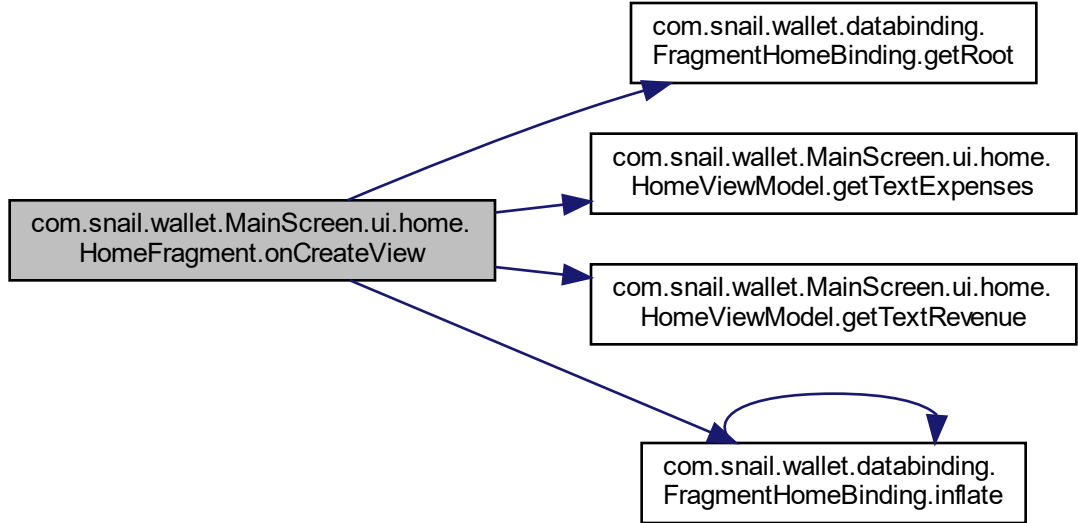 com.snail.wallet.databinding.
FragmentHomeBinding.getRoot
com.snail.wallet.MainScreen.ui.home.
HomeViewModel.getTextExpenses
com.snail.wallet.MainScreen.ui.home.
HomeFragment.onCreateView
com.snail.wallet.MainScreen.ui.home.
HomeViewModel.getTextRevenue
com.snail.wallet.databinding.
FragmentHomeBinding.inflate